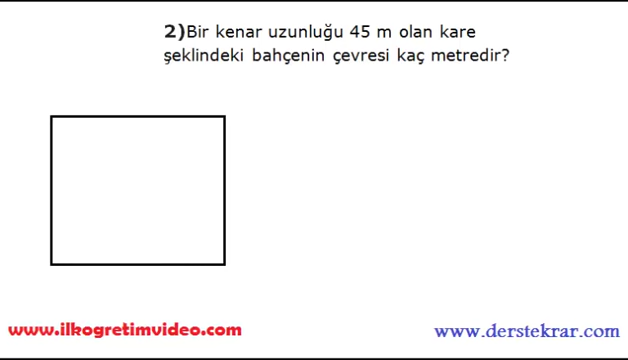 2)Bir kenar uzunluğu 45 m olan kare
şeklindeki bahçenin çevresi kaç metredir?
www.ilkogretimvideo.com
www.derstekrar.com